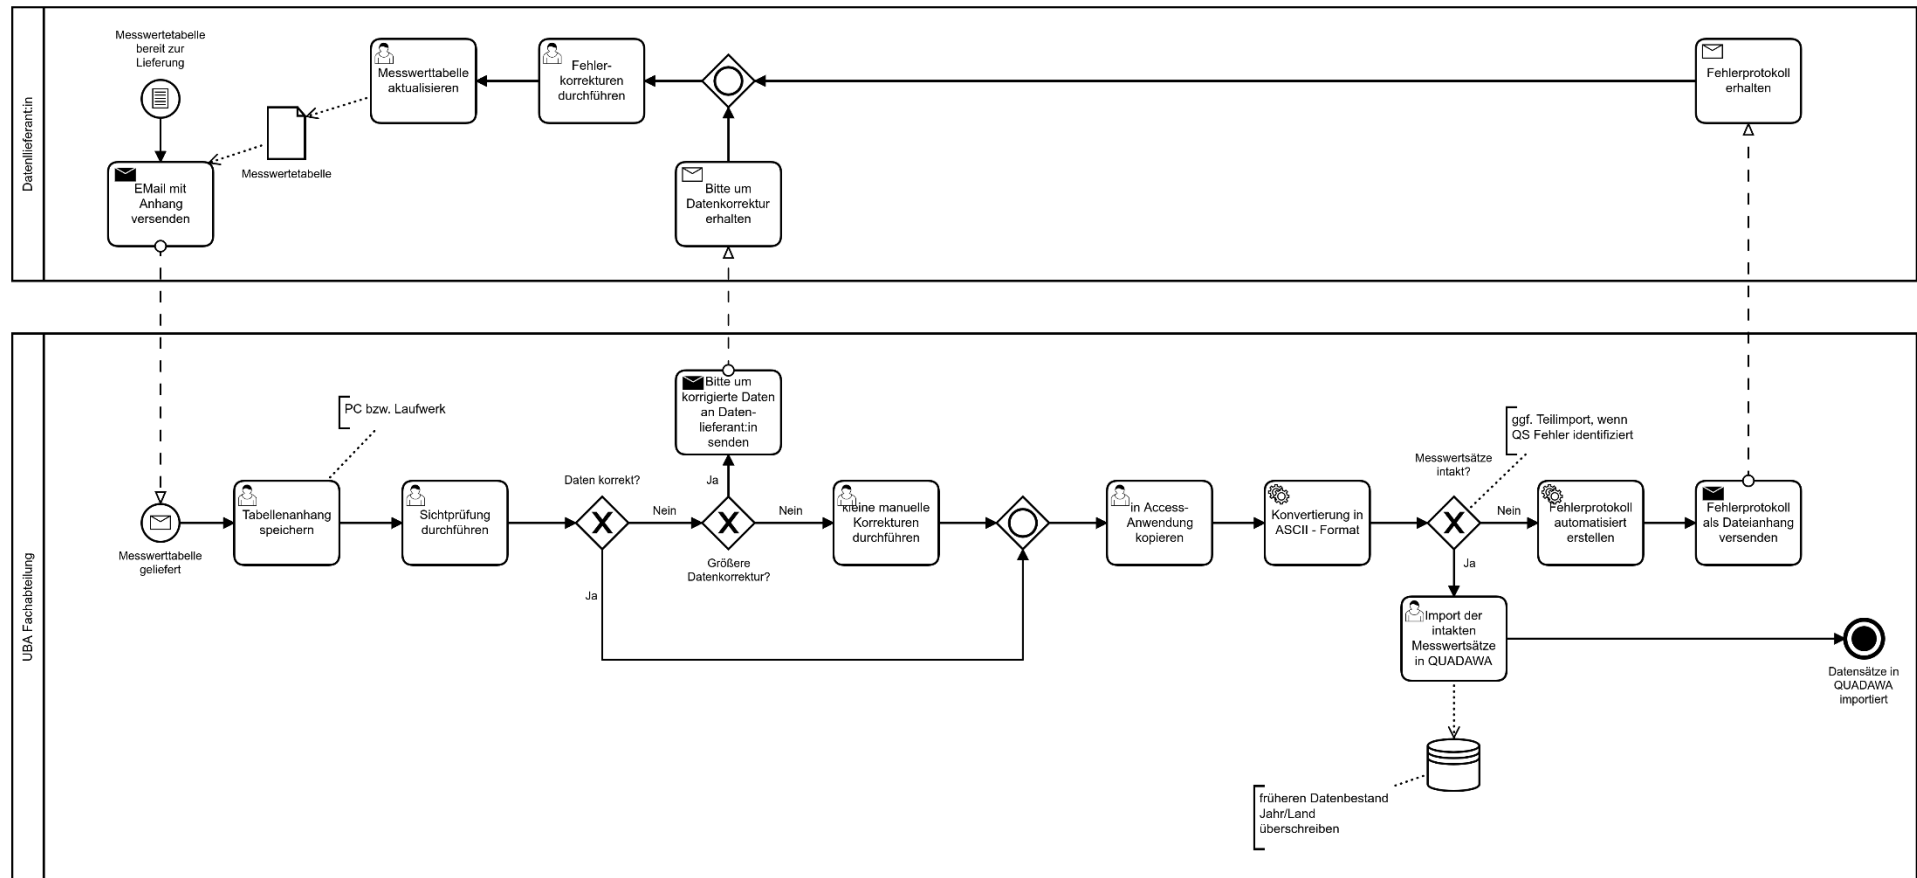 Datenllieferant:in
Messwertetabelle
bereit zur
Lieferung
EMail mit
Anhang
versenden
Messwertetabelle
Messwerttabelle
aktualisieren
Fehler-
korrekturen
durchführen
Bitte um
Datenkorrektur
erhalten
Fehlerprotokoll
erhalten
UBA Fachabteilung
Messwerttabelle
geliefert
Tabellenanhang
speichern
PC bzw. Laufwerk
Sichtprüfung
durchführen
Daten korrekt?
Nein
Ja
Größere
Datenkorrektur?
Ja
Bitte um
korrigierte Daten
an Daten-
lieferant:in
senden
Nein
kleine manuelle
Korrekturen
durchführen
in Access-
Anwendung
kopieren
Konvertierung in
ASCII - Format
Messwertsätze
intakt?
ggf. Teilimport, wenn
QS Fehler identifiziert
Nein
Fehlerprotokoll
automatisiert
erstellen
Fehlerprotokoll
als Dateianhang
versenden
Ja
Import der
intakten
Messwertsätze
in QUADAWA
Datensätze in
QUADAWA
importiert
früheren Datenbestand
Jahr/Land
überschreiben